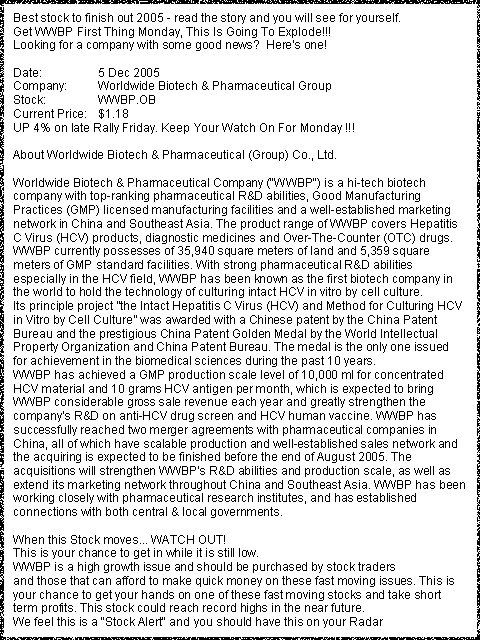 Best stock to finish out 2005 - read the story and you will see for yourself.
Get WWBP First Thing Monday, This Is Going To Explode!!!
Looking for a company with some good news?  Here's one!
Date: 5 Dec 2005
Company: Worldwide Biotech & Pharmaceutical Group
Stock: WWBP.OB
Current Price: $1.18
UP 4% on late Rally Friday. Keep Your Watch On For Monday !!!
About Worldwide Biotech & Pharmaceutical (Group) Co., Ltd.
Worldwide Biotech & Pharmaceutical Company ("WWBP") is a hi-tech biotech
company with top-ranking pharmaceutical R&D abilities, Good Manufacturing
Practices (GMP) licensed manufacturing facilities and a well-established marketing
network in China and Southeast Asia. The product range of WWBP covers Hepatitis
C Virus (HCV) products, diagnostic medicines and Over-The-Counter (OTC) drugs.
WWBP currently possesses of 35,940 square meters of land and 5,359 square
meters of GMP standard facilities. With strong pharmaceutical R&D abilities
especially in the HCV field, WWBP has been known as the first biotech company in
the world to hold the technology of culturing intact HCV in vitro by cell culture.
Its principle project "the Intact Hepatitis C Virus (HCV) and Method for Culturing HCV
in Vitro by Cell Culture" was awarded with a Chinese patent by the China Patent
Bureau and the prestigious China Patent Golden Medal by the World Intellectual
Property Organization and China Patent Bureau. The medal is the only one issued
for achievement in the biomedical sciences during the past 10 years.
WWBP has achieved a GMP production scale level of 10,000 ml for concentrated
HCV material and 10 grams HCV antigen per month, which is expected to bring
WWBP considerable gross sale revenue each year and greatly strengthen the
company's R&D on anti-HCV drug screen and HCV human vaccine. WWBP has
successfully reached two merger agreements with pharmaceutical companies in
China, all of which have scalable production and well-established sales network and
the acquiring is expected to be finished before the end of August 2005. The
acquisitions will strengthen WWBP's R&D abilities and production scale, as well as
extend its marketing network throughout China and Southeast Asia. WWBP has been
working closely with pharmaceutical research institutes, and has established
connections with both central & local governments.
When this Stock moves... WATCH OUT!
This is your chance to get in while it is still low.
WWBP is a high growth issue and should be purchased by stock traders
and those that can afford to make quick money on these fast moving issues. This is
your chance to get your hands on one of these fast moving stocks and take short
term profits. This stock could reach record highs in the near future.
We feel this is a "Stock Alert" and you should have this on your Radar